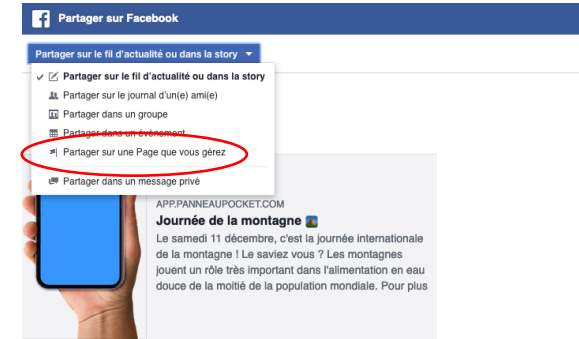 Partager sur Facebook
Partager sur le fil d'actualité ou dans la story
Partager sur le fil d'actualité ou dans la story
Partager sur le journal d'un(e) ami(e)
Partager dans un groupe
Partager dans un évènement
Partager sur une Page que vous gérez
Partager dans un message privé
APP.PANNEAUPOCKET.COM
Journée de la montagne
Le samedi 11 décembre, c'est la journée internationale
de la montagne ! Le saviez vous ? Les montagnes
jouent un rôle très important dans l'alimentation en eau
douce de la moitié de la population mondiale. Pour plus